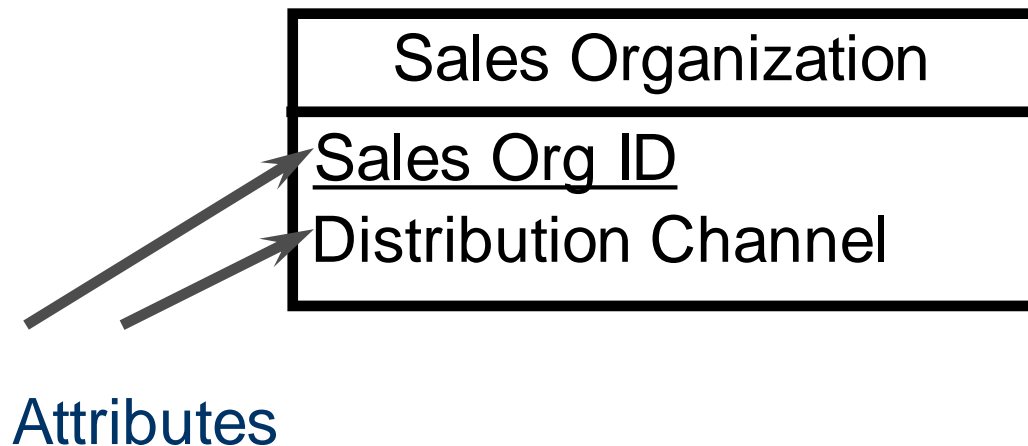 Sales Organization
Sales Org ID
Distribution Channel
Attributes